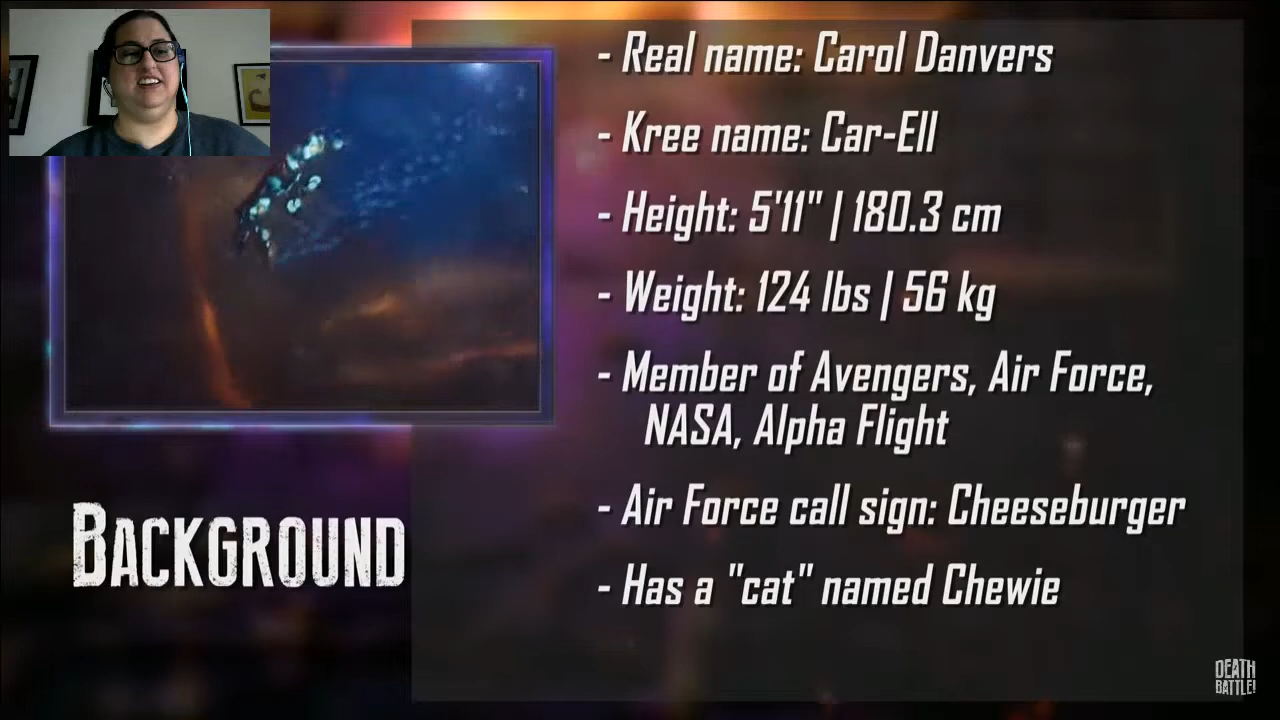 - Real name: Carol Danvers
- Kree name: Car-Ell
- Height: 5'11" | 180.3 cm
- Weight: 124 lbs | 56 kg
- Member of Avengers, Air Force,
NASA, Alpha Flight
- Air Force call sign: Cheeseburger
- Has a "cat" named Chewie
BACKGROUND
DEATH
BATTLE!